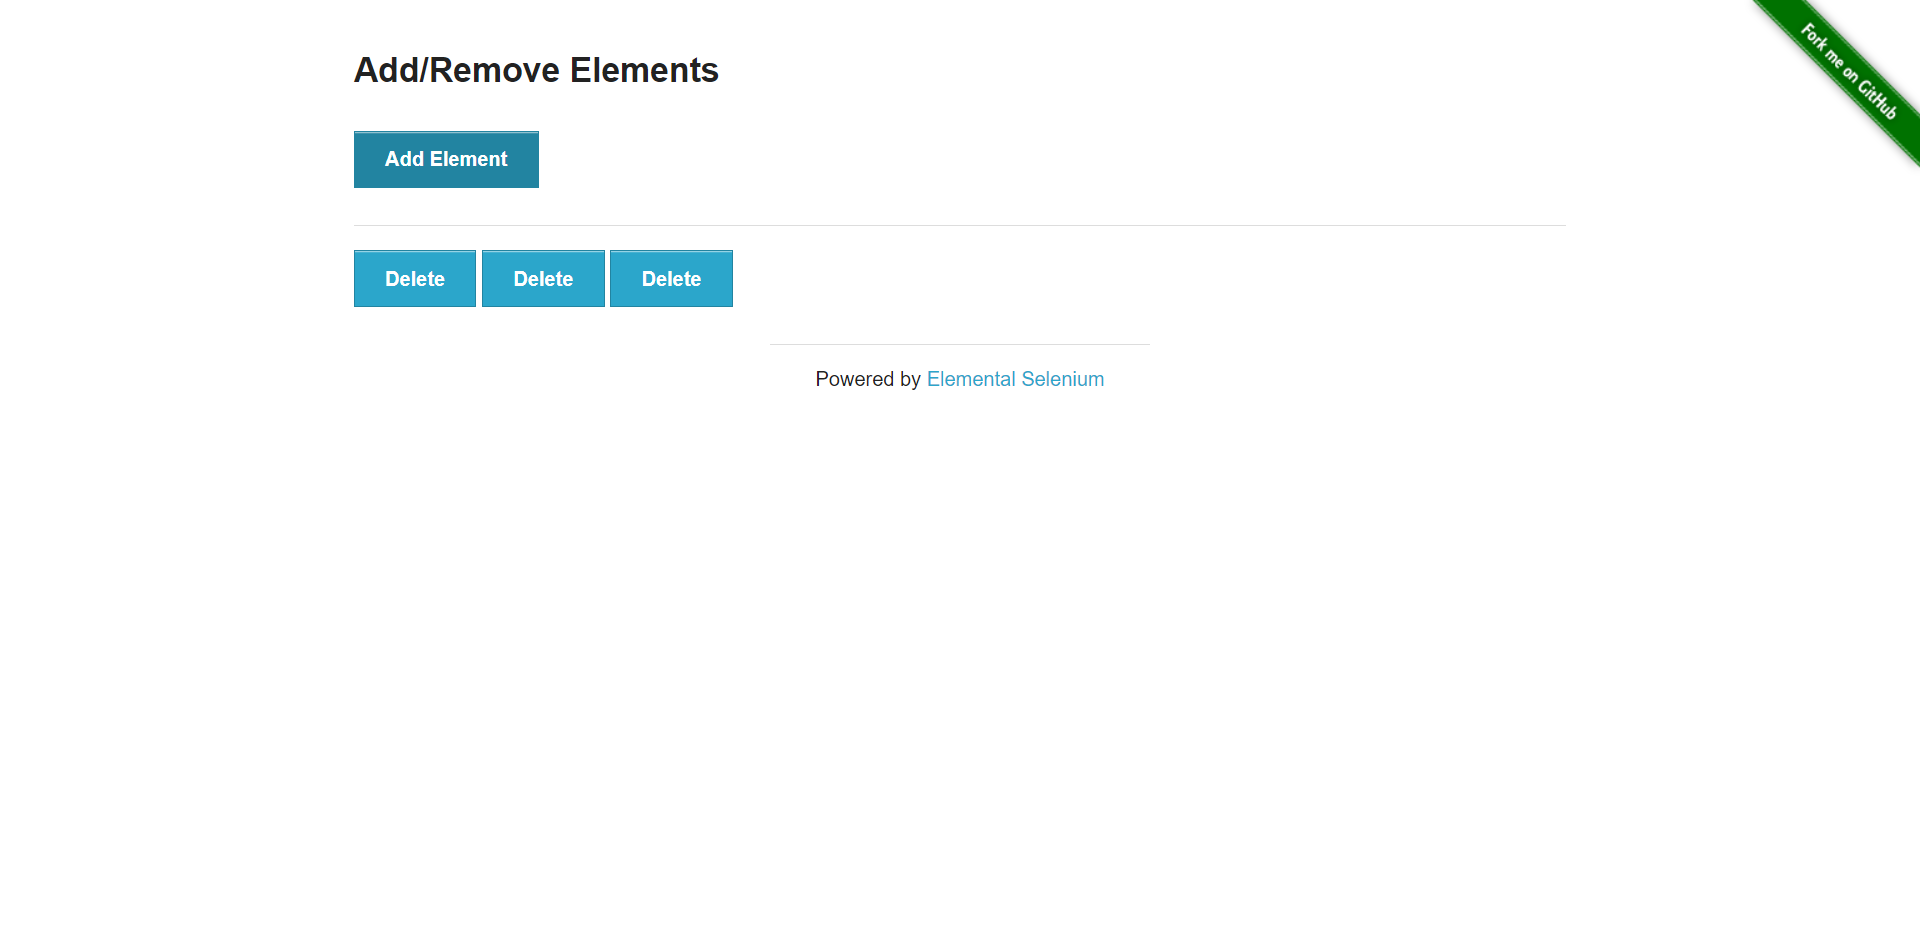 Fork me on GitHub
Add/Remove Elements
Add Element
Delete Delete Delete
Powered by Elemental Selenium